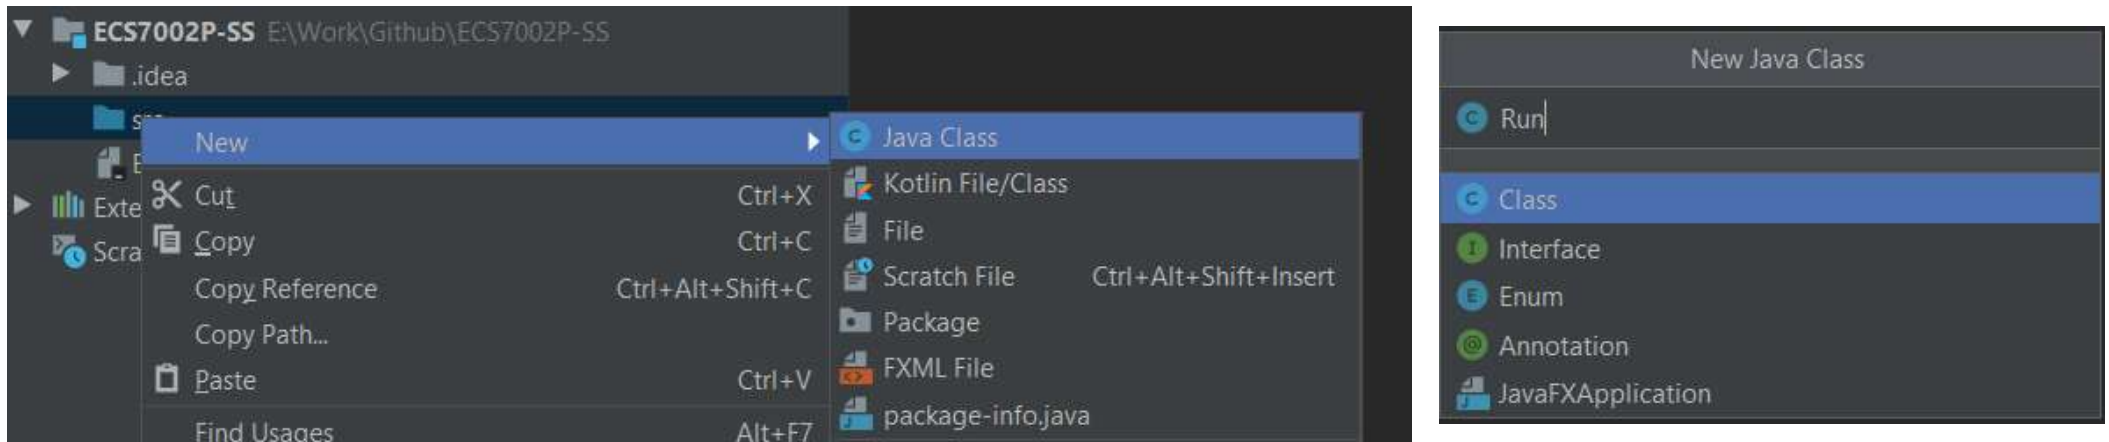 ECS7002P-SS E:\Work\Github\ECS7002P-SS
.idea
New
Cut Ctrl+X
Copy Ctrl+C
Copy Reference Ctrl+Alt+Shift+C
Copy Path...
Paste Ctrl+V
Find Usages Alt+F7
Exte
Scra
Java Class
Kotlin File/Class
File
Scratch File Ctrl+Alt+Shift+Insert
Package
FXML File
package-info.java
New Java Class
Run
Class
Interface
Enum
Annotation
JavaFXApplication